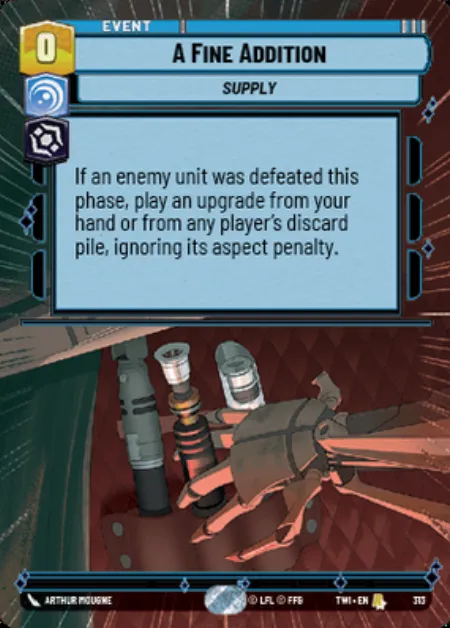 EVENT
0
A FINE ADDITION
SUPPLY
If an enemy unit was defeated this
phase, play an upgrade from your
hand or from any player's discard
pile, ignoring its aspect penalty.
ARTHUR MOUGNE
© LFL © FFG
TWI • EN
313